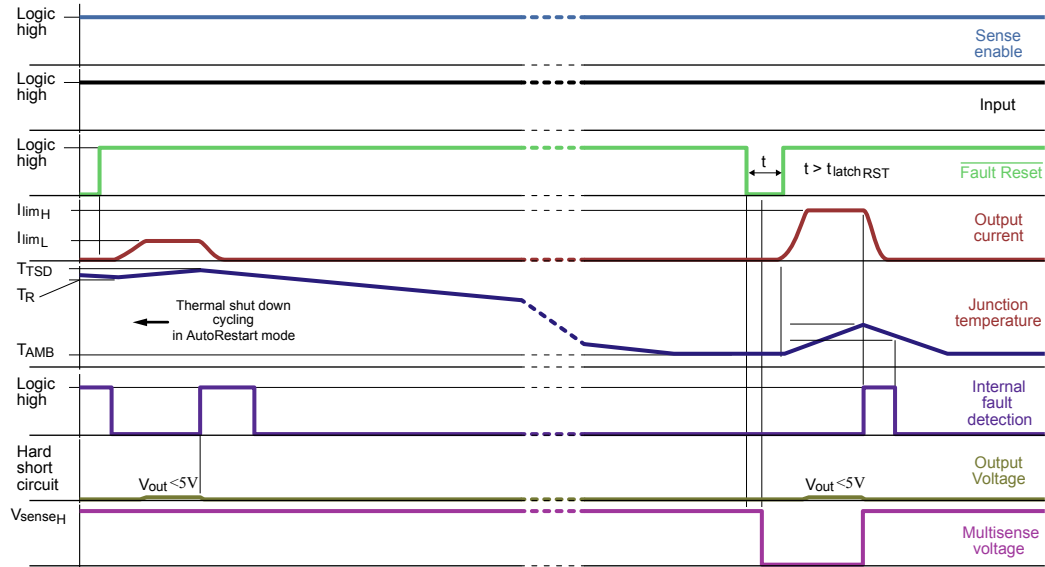 Logic
high
Sense
enable
Logic
high
Input
Logic
high
t
t > tlatchRST
Fault Reset
IlimH
IlimL
Output
current
TTSD
TR
Thermal shut down
cycling
in AutoRestart mode
Junction
temperature
TAMB
Logic
high
Internal
fault
detection
Hard
short
circuit
Vout <5V
Vout <5V
Output
Voltage
VsenseH
Multisense
voltage